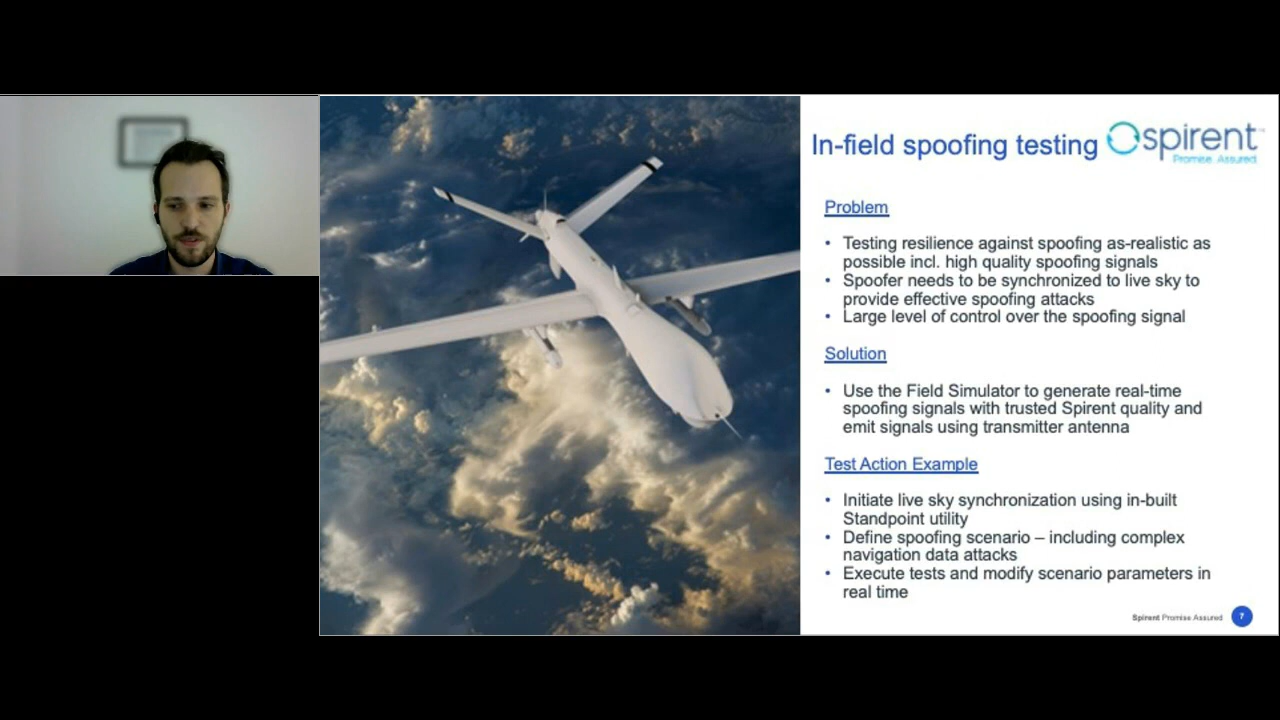 In-field spoofing testing
spirent
Promise. Assured.
Problem
• Testing resilience against spoofing as-realistic as
possible incl. high quality spoofing signals
• Spoofer needs to be synchronized to live sky to
provide effective spoofing attacks
• Large level of control over the spoofing signal
Solution
• Use the Field Simulator to generate real-time
spoofing signals with trusted Spirent quality and
emit signals using transmitter antenna
Test Action Example
• Initiate live sky synchronization using in-built
Standpoint utility
• Define spoofing scenario – including complex
navigation data attacks
• Execute tests and modify scenario parameters in
real time
Spirent Promise Assured
7